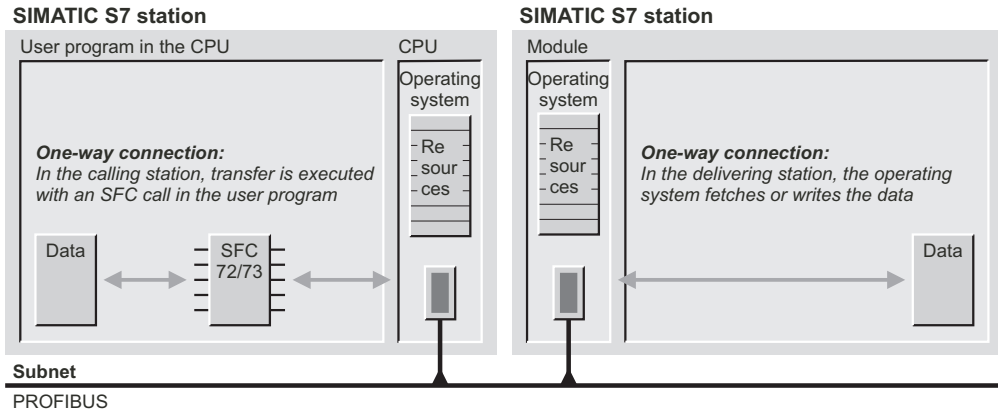 SIMATIC S7 station
User program in the CPU
One-way connection:
In the calling station, transfer is executed
with an SFC call in the user program
Data
SFC
72/73
CPU
Operating
system
Re
sour
ces
SIMATIC S7 station
Module
Operating
system
Re
sour
ces
One-way connection:
In the delivering station, the operating
system fetches or writes the data
Data
Subnet
PROFIBUS